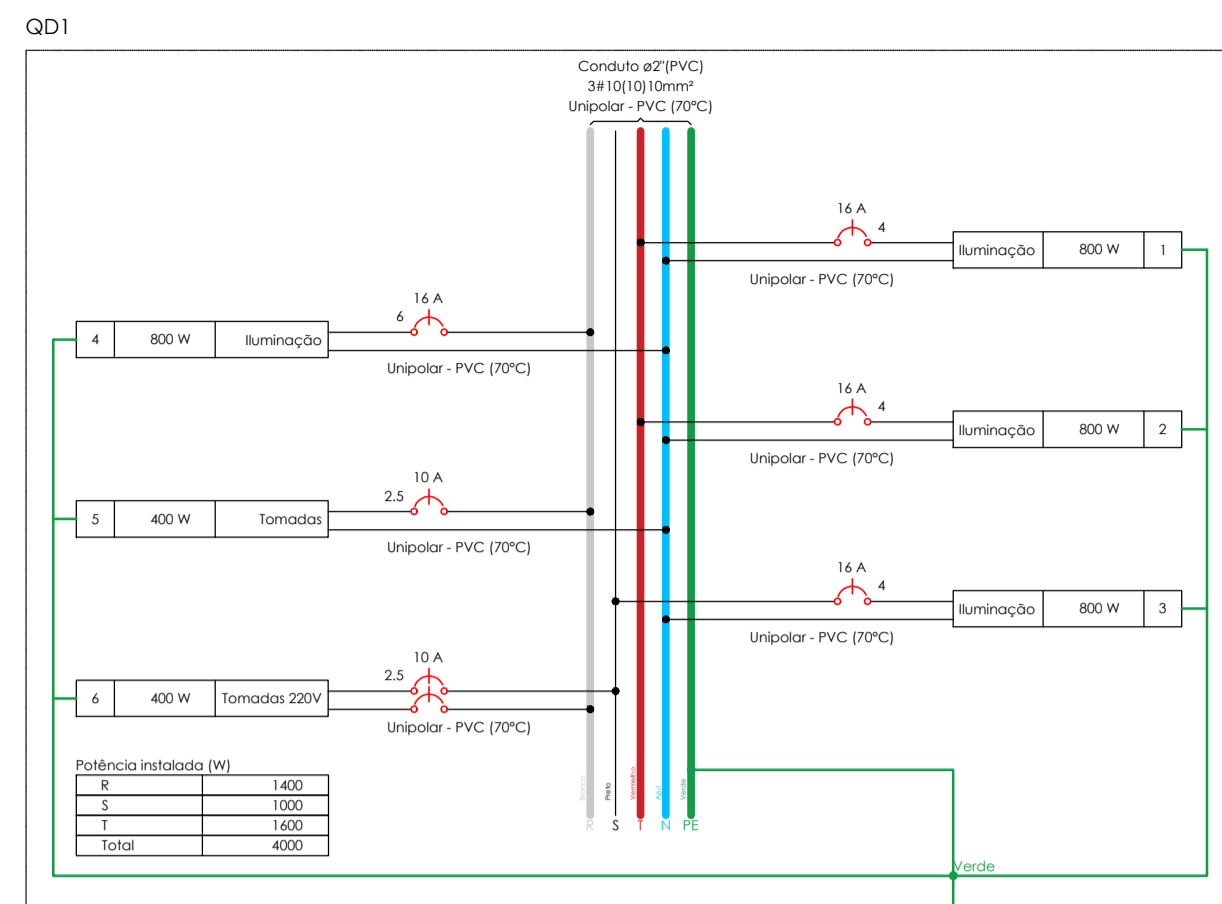 QD1
Conduto ø2"(PVC)
3#10(10)10mm²
Unipolar - PVC (70°C)
16 A
4
Iluminação 800 W 1
Unipolar - PVC (70°C)
16 A
6
4 800 W Iluminação
Unipolar - PVC (70°C)
16 A
4
Iluminação 800 W 2
Unipolar - PVC (70°C)
10 A
2.5
5 400 W Tomadas
Unipolar - PVC (70°C)
16 A
4
Iluminação 800 W 3
Unipolar - PVC (70°C)
10 A
2.5
6 400 W Tomadas 220V
Unipolar - PVC (70°C)
Potência instalada (W)
R 1400
S 1000
T 1600
Total 4000
Branco
Preto
Vermelho
Azul
Verde
R S T N PE
Verde